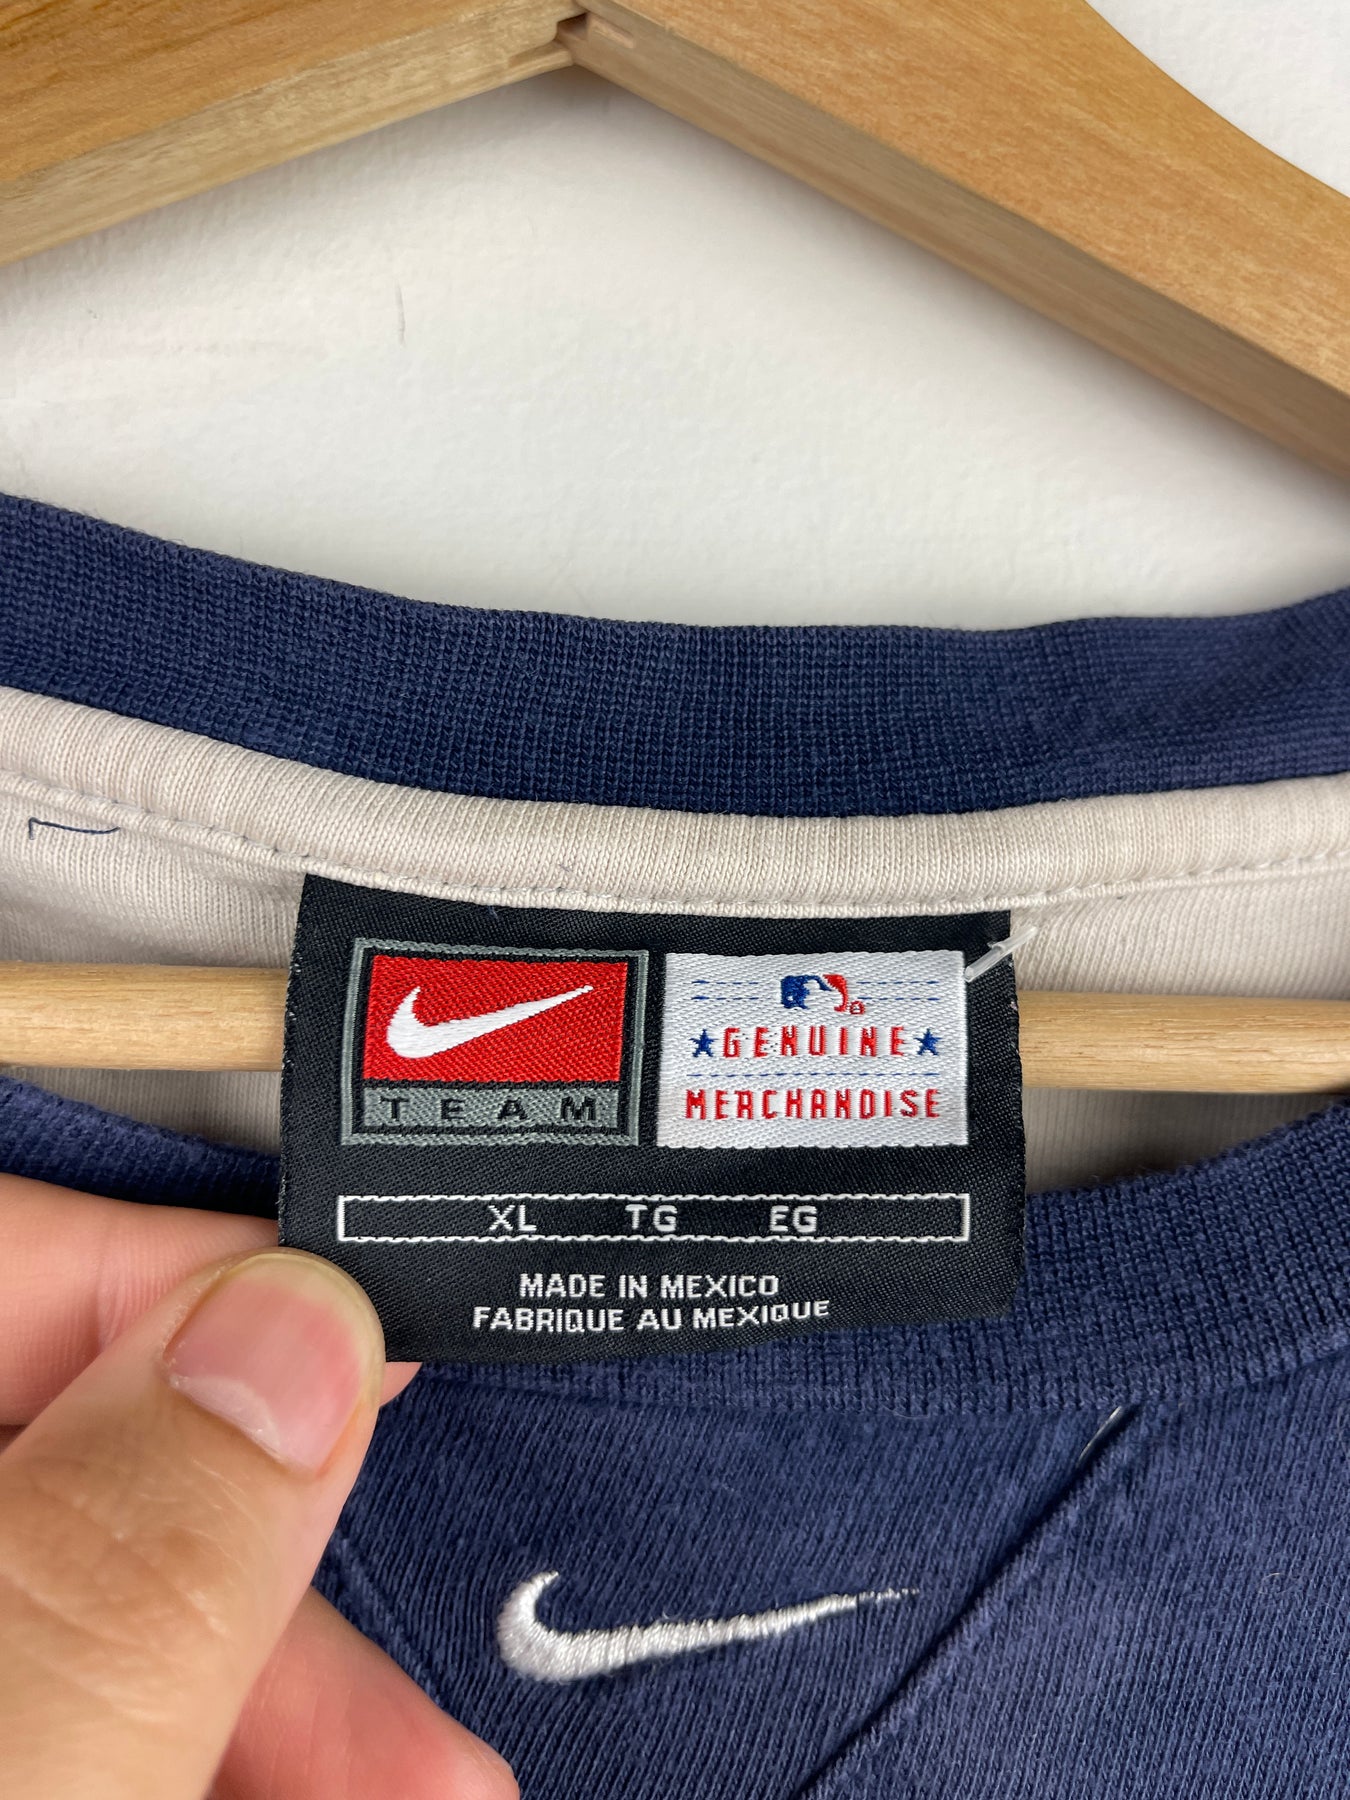 TEAM
GENUINE
MERCHANDISE
XL TG EG
MADE IN MEXICO
FABRIQUE AU MEXIQUE